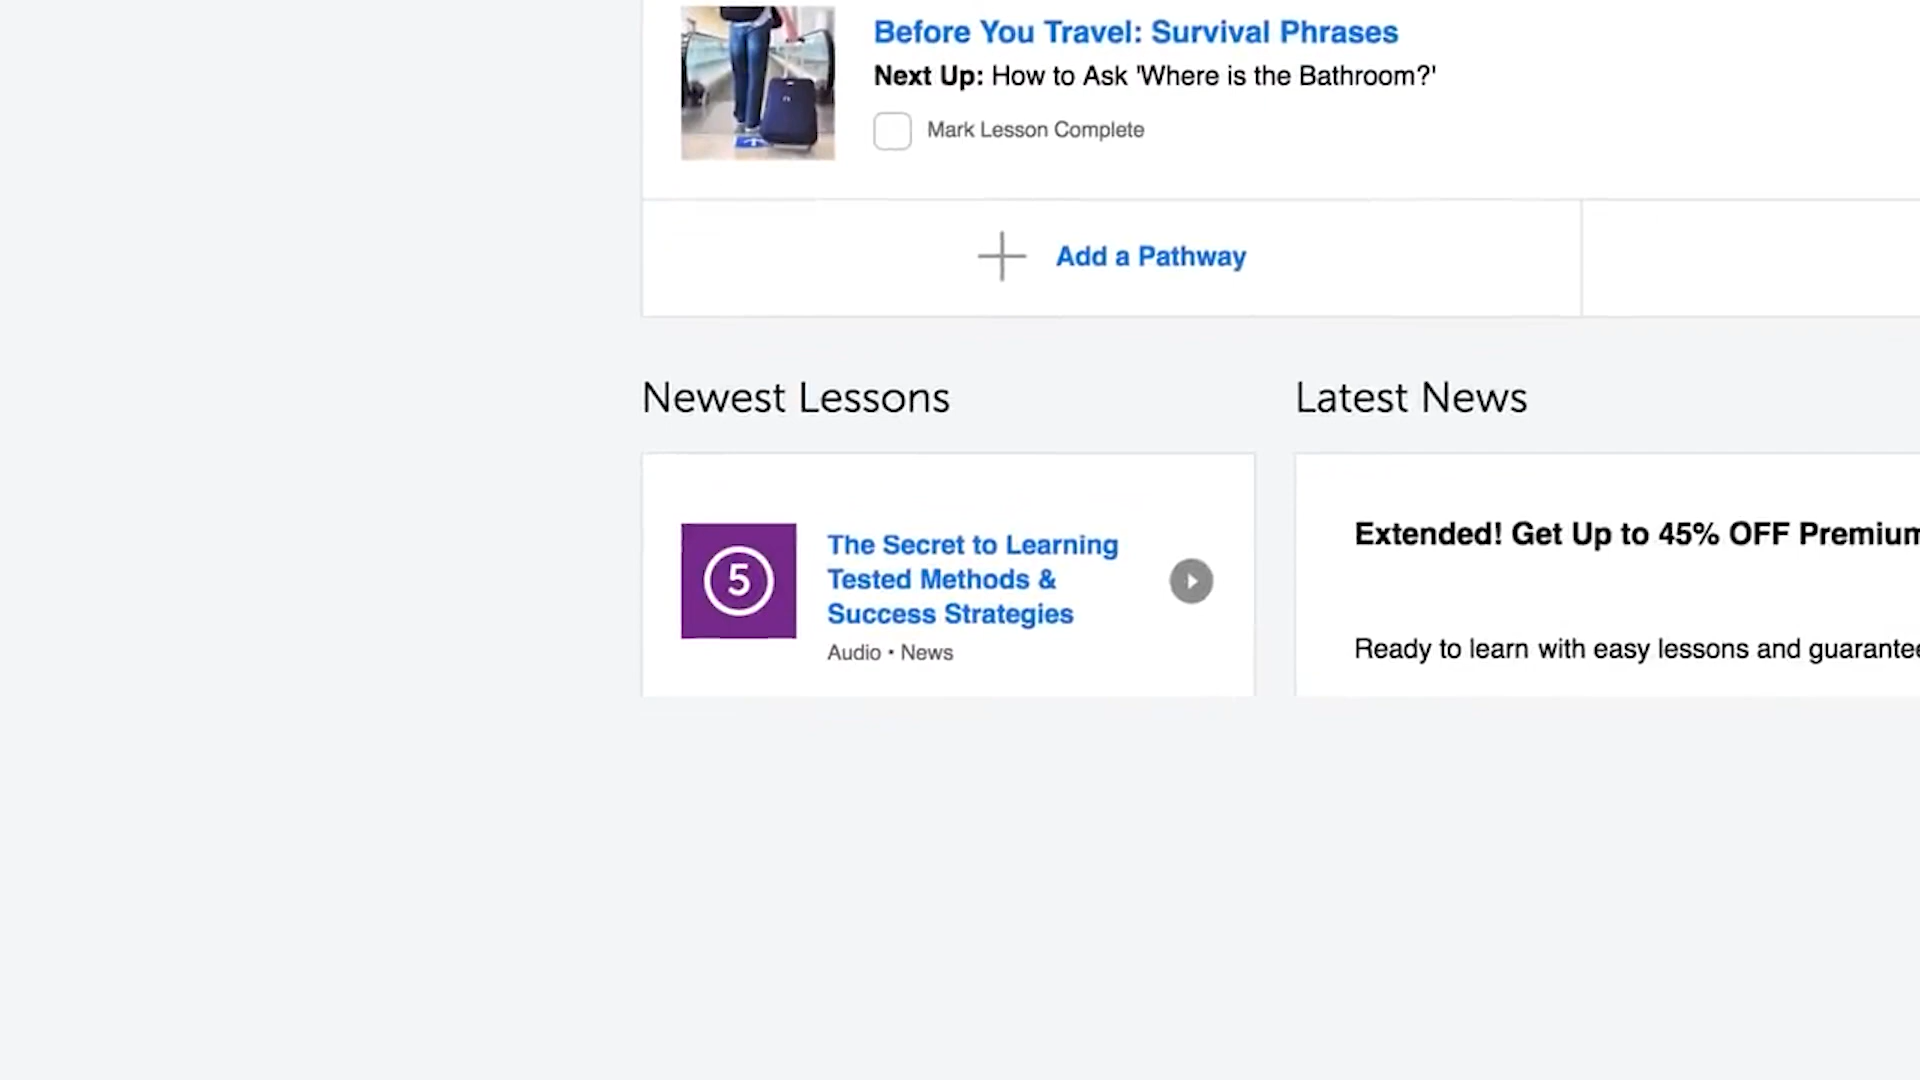 Before You Travel: Survival Phrases
Next Up: How to Ask 'Where is the Bathroom?'
Mark Lesson Complete
Add a Pathway
Newest Lessons
Latest News
5
The Secret to Learning
Tested Methods &
Success Strategies
Audio • News
Extended! Get Up to 45% OFF Premium
Ready to learn with easy lessons and guarantee